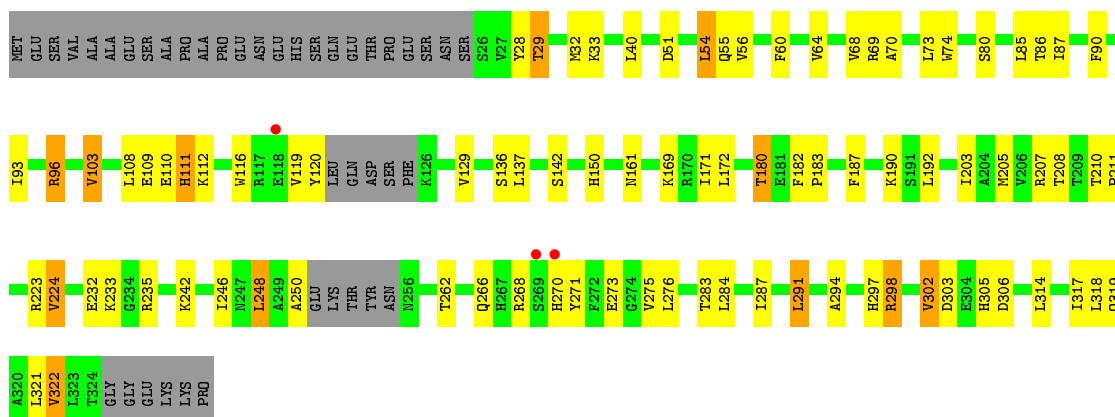 MET GLU SER VAL ALA ALA GLU SER ALA PRO ALA PRO GLU ASN GLU HIS SER GLN GLU THR PRO GLU SER ASN SER S26 V27 Y28 T29 M32 K33 L40 D51 L54 Q55 V56 F60 V64 V68 R69 A70 L73 W74 S80 L85 T86 I87 F90
I93 R96 V103 L108 E109 E110 H111 K112 W116 R117 E118 V119 Y120 LEU GLN ASP SER PHE K126 V129 S136 L137 S142 H150 N161 K169 R170 I171 L172 T180 E181 F182 P183 F187 K190 S191 L192 I203 A204 M205 V206 R207 T208 T209 T210
R223 V224 E232 K233 G234 R235 K242 I246 N247 L248 A249 A250 GLU LYS THR TYR ASN N256 T262 Q266 H267 R268 S269 H270 Y271 F272 E273 G274 V275 L276 T283 L284 I287 L291 A294 H297 R298 V302 D303 E304 H305 D306 L314 I317 L318
A320 L321 V322 L323 T324 GLY GLY GLU LYS LYS PRO